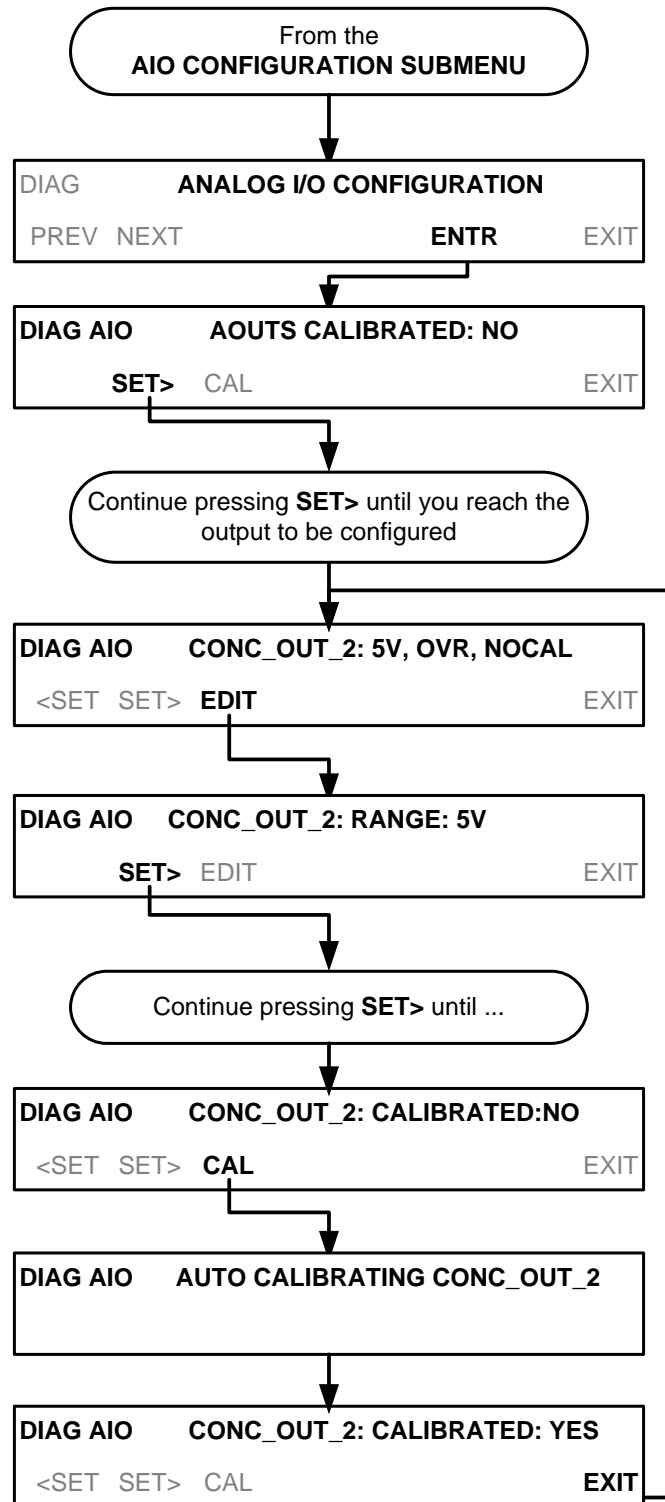 From the
AIO CONFIGURATION SUBMENU
DIAG ANALOG I/O CONFIGURATION
PREV NEXT ENTR EXIT
DIAG AIO AOUTS CALIBRATED: NO
SET> CAL EXIT
Continue pressing SET> until you reach the
output to be configured
DIAG AIO CONC_OUT_2: 5V, OVR, NOCAL
<SET SET> EDIT EXIT
DIAG AIO CONC_OUT_2: RANGE: 5V
SET> EDIT EXIT
Continue pressing SET> until ...
DIAG AIO CONC_OUT_2: CALIBRATED:NO
<SET SET> CAL EXIT
DIAG AIO AUTO CALIBRATING CONC_OUT_2
DIAG AIO CONC_OUT_2: CALIBRATED: YES
<SET SET> CAL EXIT